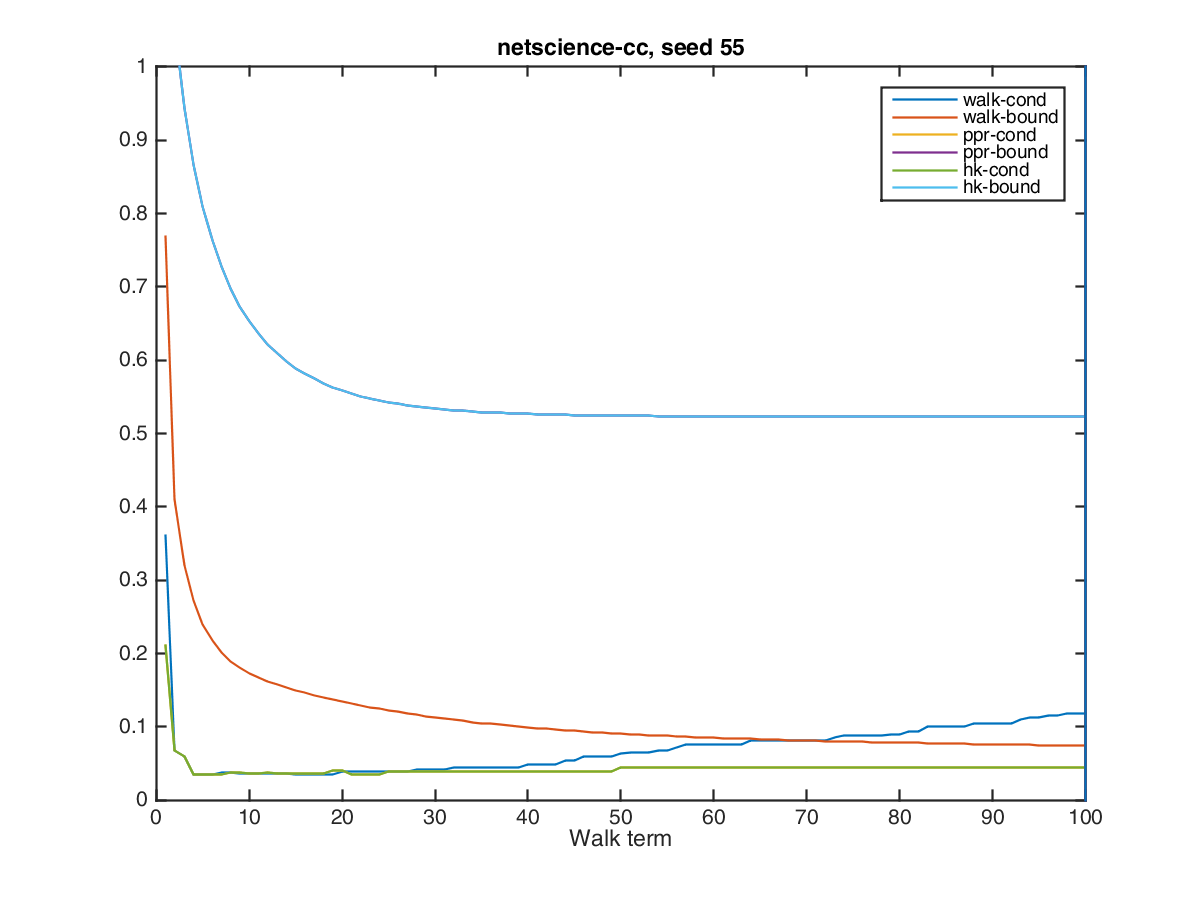 netscience-cc, seed 55
1
0.9
0.8
0.7
0.6
0.5
0.4
0.3
0.2
0.1
0
walk-cond
walk-bound
ppr-cond
ppr-bound
hk-cond
hk-bound
0 10 20 30 40 50 60 70 80 90 100
Walk term